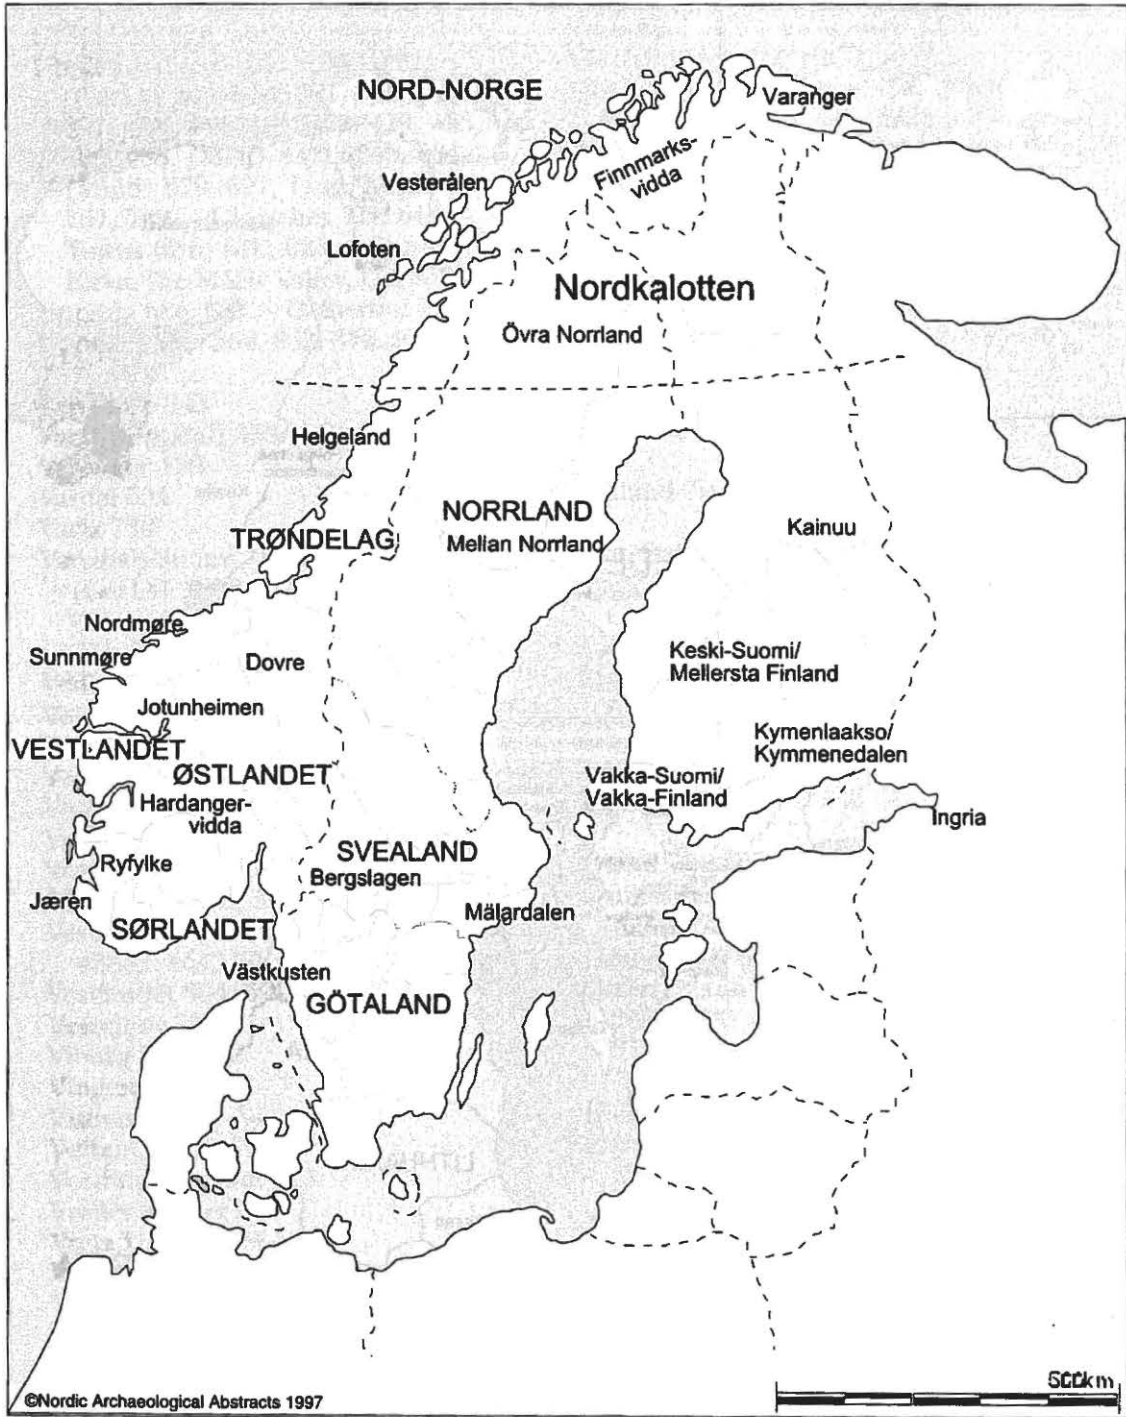 NORD-NORGE
Varanger
Finnmarks-
vidda
Vesterålen
Lofoten
Nordkalotten
Övra Norrland
Helgeland
NORRLAND
Mellan Norrland
Kainuu
TRØNDELAG
Nordmøre
Sunnmøre
Dovre
Keski-Suomi/
Mellersta Finland
Jotunheimen
Kymenlaakso/
Kymmenedalen
VESTLANDET
ØSTLANDET
Vakka-Suomi/
Vakka-Finland
Hardanger-
vidda
Ingria
SVEALAND
Ryfylke
Bergslagen
Jæren
Mälardalen
SØRLANDET
Västkusten
GÖTALAND
500km
©Nordic Archaeological Abstracts 1997